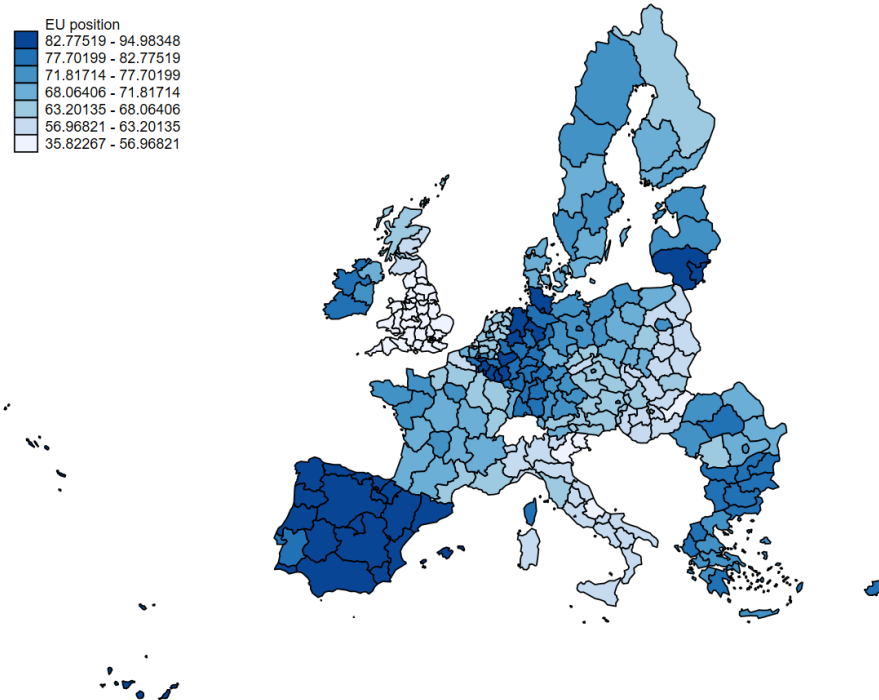 EU position
82.77519 - 94.98348
77.70199 - 82.77519
71.81714 - 77.70199
68.06406 - 71.81714
63.20135 - 68.06406
56.96821 - 63.20135
35.82267 - 56.96821